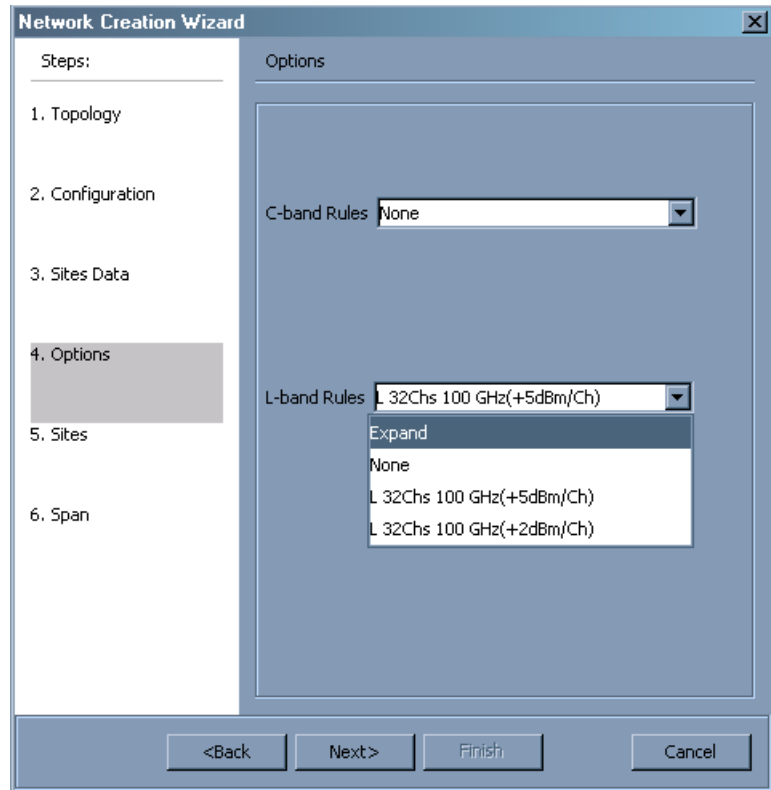 Network Creation Wizard
Steps:
1. Topology
2. Configuration
3. Sites Data
4. Options
5. Sites
6. Span
Options
C-band Rules None
L-band Rules L 32Chs 100 GHz(+5dBm/Ch)
Expand
None
L 32Chs 100 GHz(+5dBm/Ch)
L 32Chs 100 GHz(+2dBm/Ch)
<Back Next> Finish Cancel